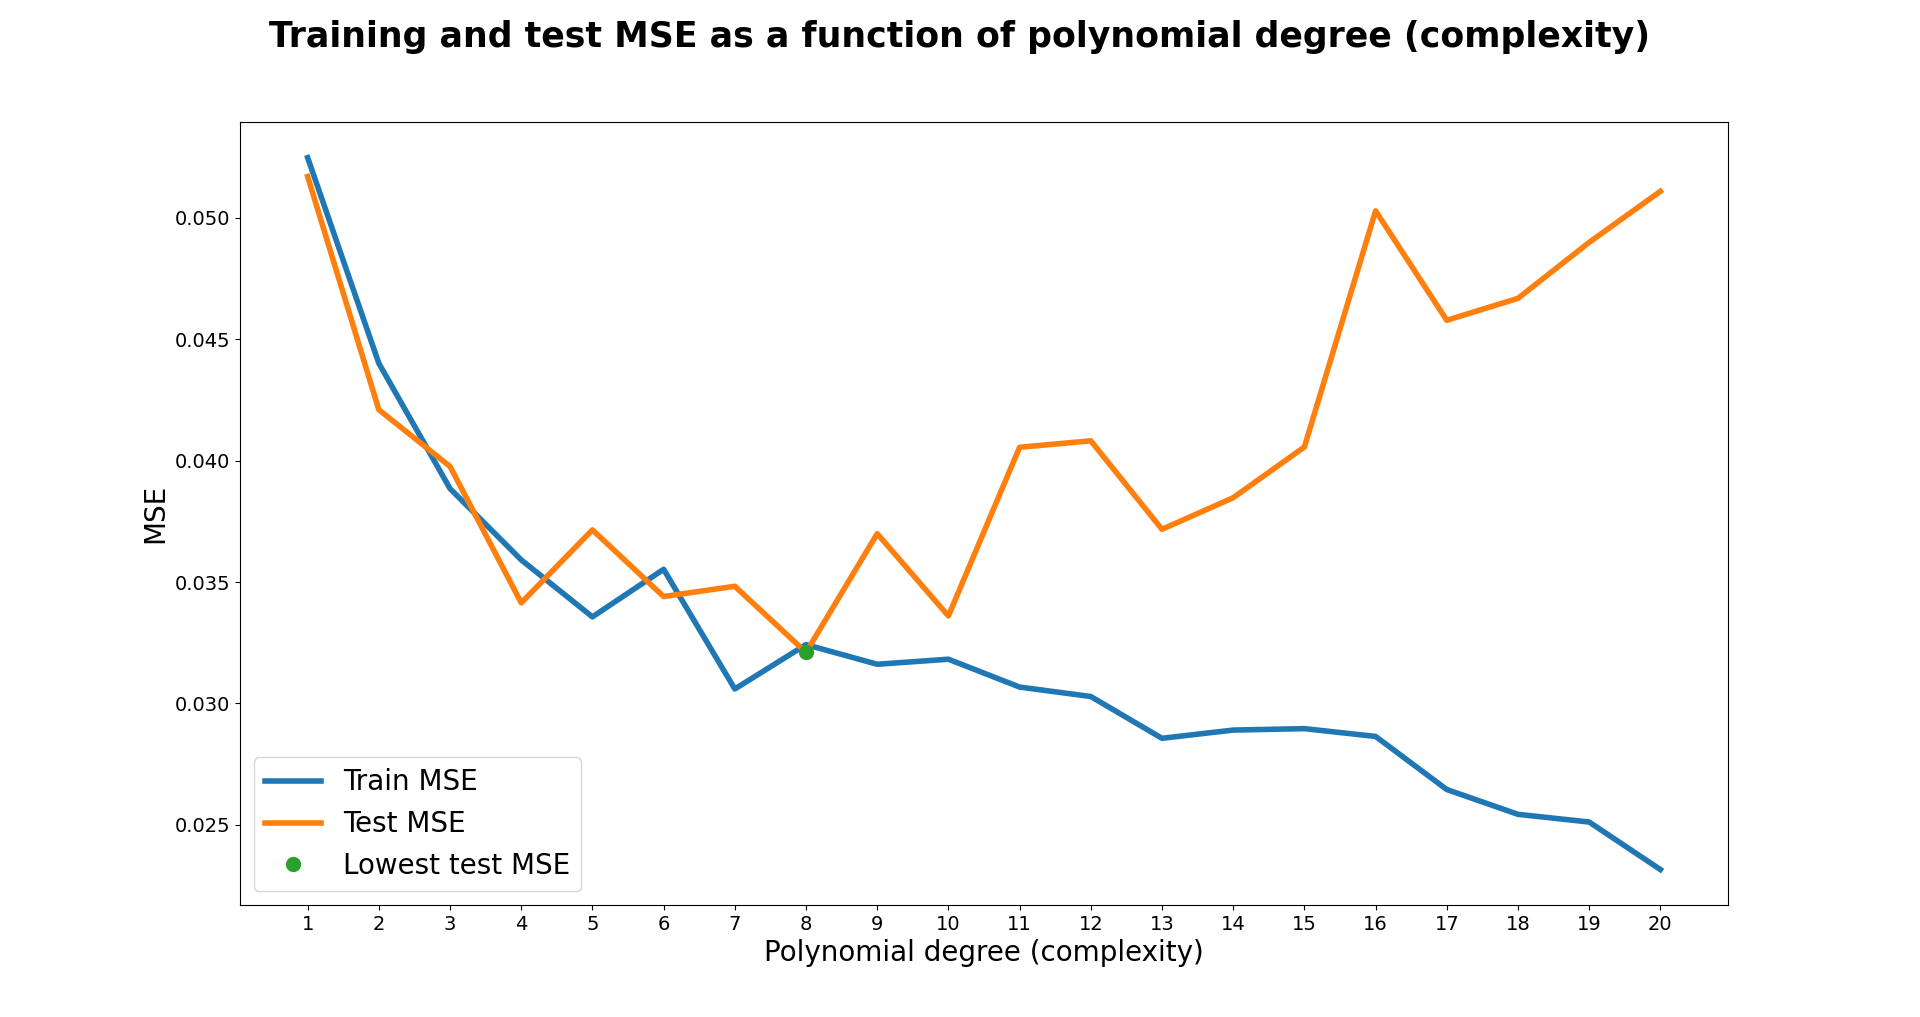 Training and test MSE as a function of polynomial degree (complexity)
0.050
0.045
0.040
0.035
0.030
0.025
MSE
Train MSE
Test MSE
Lowest test MSE
1 2 3 4 5 6 7 8 9 10 11 12 13 14 15 16 17 18 19 20
Polynomial degree (complexity)